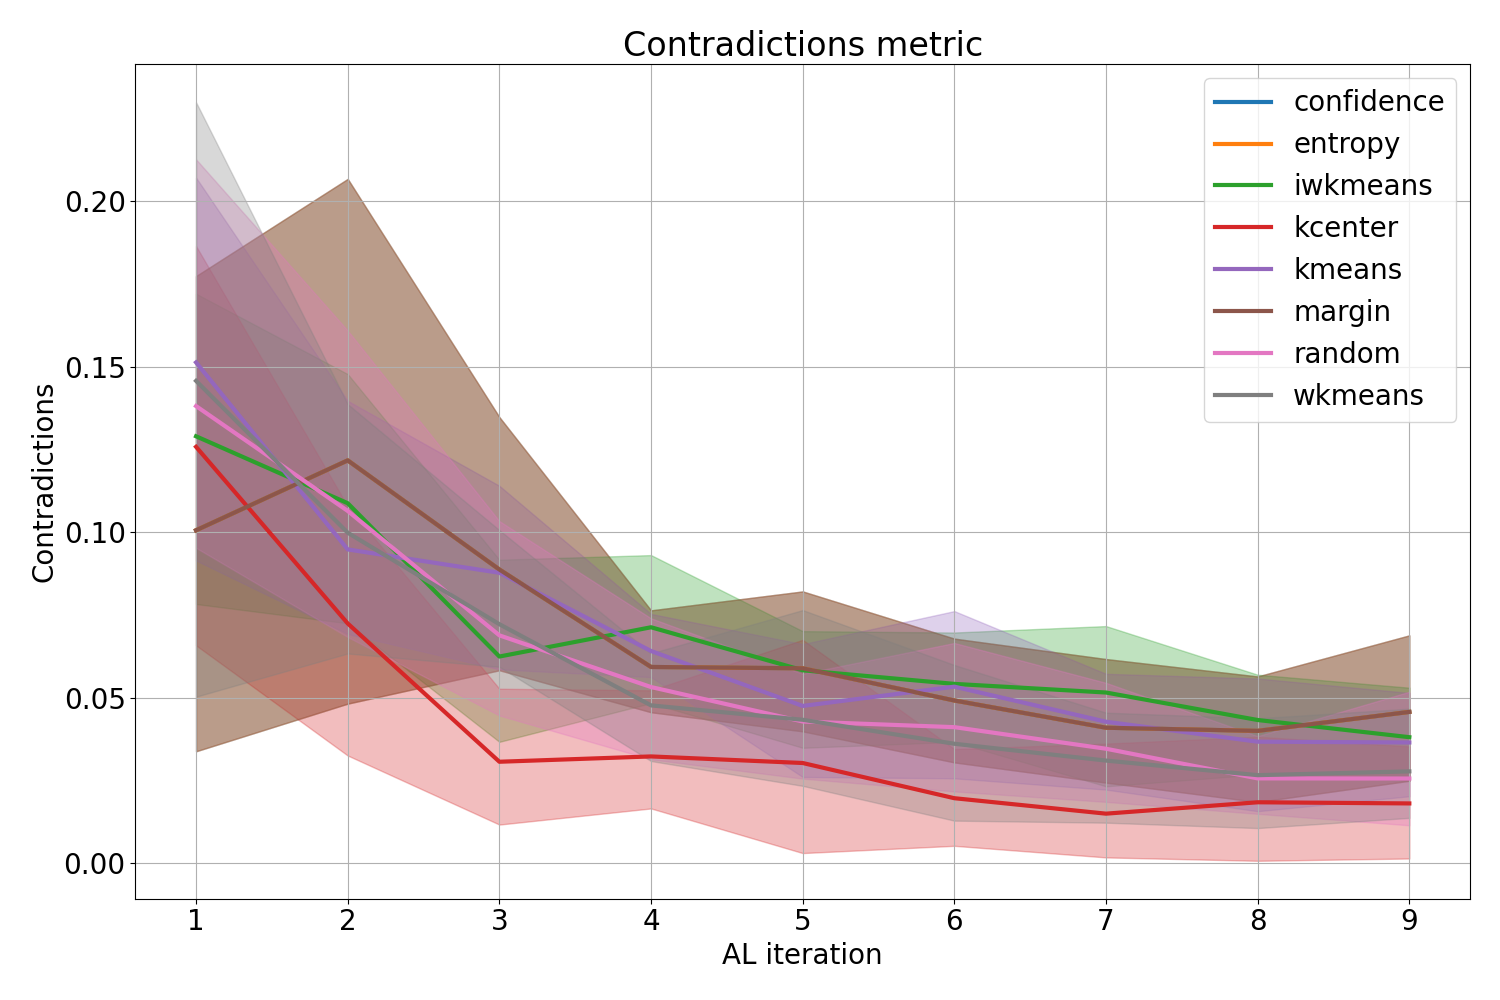 Contradictions metric
confidence
entropy
iwkmeans
kcenter
kmeans
margin
random
wkmeans
Contradictions
0.20
0.15
0.10
0.05
0.00
1 2 3 4 5 6 7 8 9
AL iteration